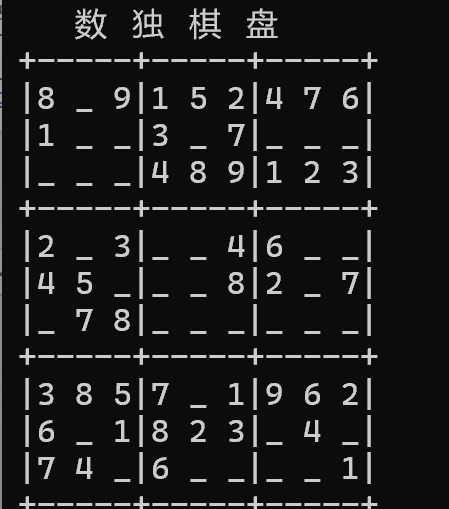 数 独 棋 盘
+-----+-----+-----+
|8 _ 9|1 5 2|4 7 6|
|1 _ _|3 _ 7|_ _ _|
|_ _ _|4 8 9|1 2 3|
+-----+-----+-----+
|2 _ 3|_ _ 4|6 _ _|
|4 5 _|_ _ 8|2 _ 7|
|_ 7 8|_ _ _|_ _ _|
+-----+-----+-----+
|3 8 5|7 _ 1|9 6 2|
|6 _ 1|8 2 3|_ 4 _|
|7 4 _|6 _ _|_ _ 1|
+-----+-----+-----+